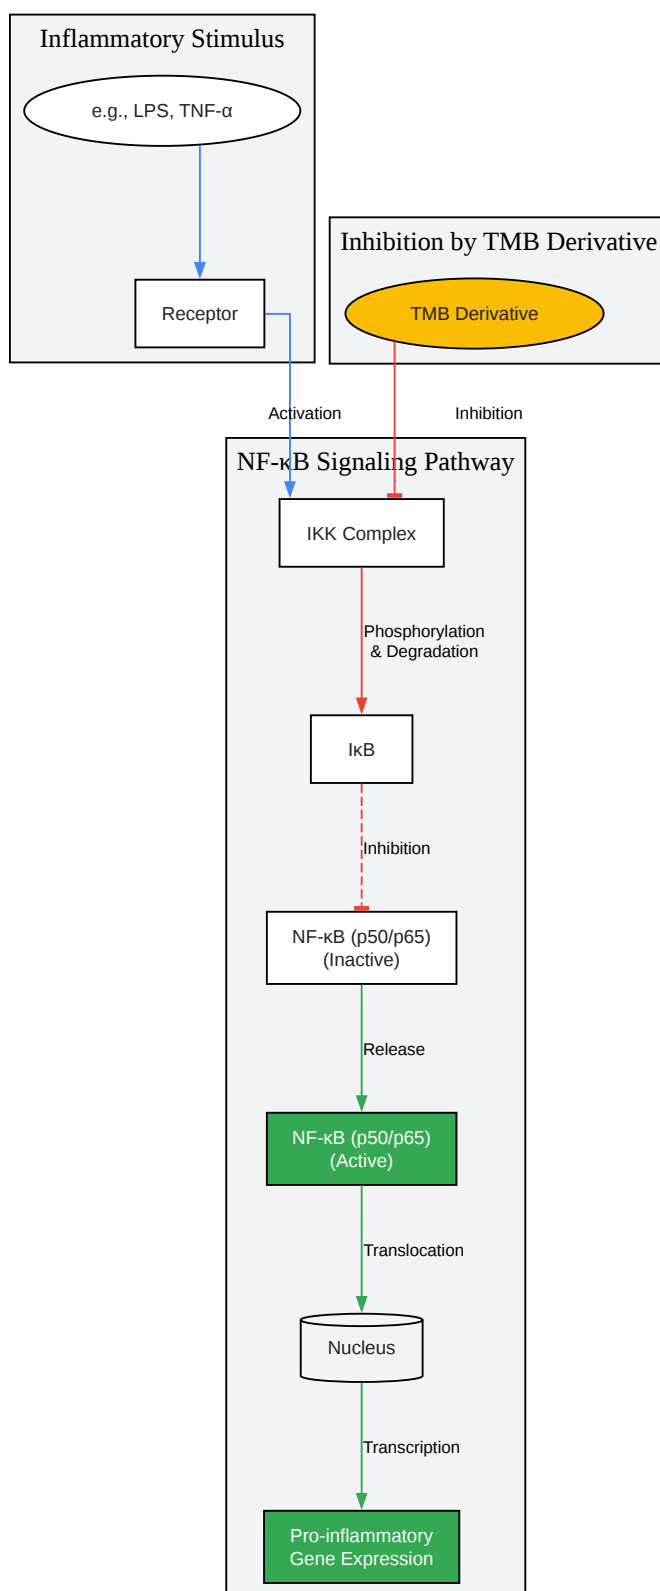 Inflammatory Stimulus
e.g., LPS, TNF-α
Receptor
Inhibition by TMB Derivative
TMB Derivative
Activation
Inhibition
NF-κB Signaling Pathway
IKK Complex
Phosphorylation
& Degradation
IκB
Inhibition
NF-κB (p50/p65)
(Inactive)
Release
NF-κB (p50/p65)
(Active)
Translocation
Nucleus
Transcription
Pro-inflammatory
Gene Expression